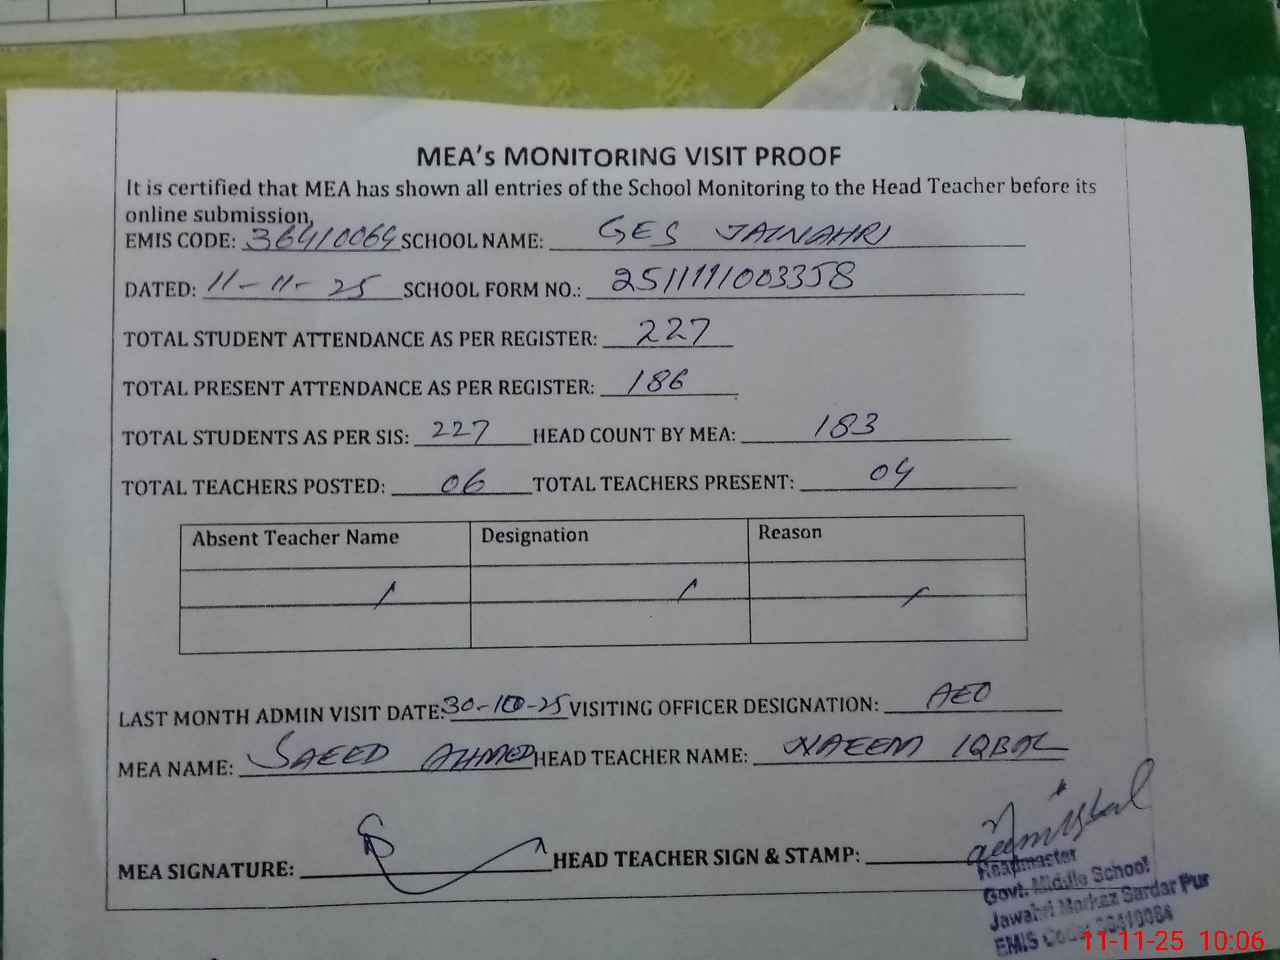 MEA's MONITORING VISIT PROOF
It is certified that MEA has shown all entries of the School Monitoring to the Head Teacher before its
online submission,
EMIS CODE: 36410064 SCHOOL NAME: GES JALWAHRI
DATED: 11-11-25 SCHOOL FORM NO.: 2511111003358
TOTAL STUDENT ATTENDANCE AS PER REGISTER: 227
TOTAL PRESENT ATTENDANCE AS PER REGISTER: 186
TOTAL STUDENTS AS PER SIS: 227 HEAD COUNT BY MEA: 183
TOTAL TEACHERS POSTED: 06 TOTAL TEACHERS PRESENT: 04
Absent Teacher Name Designation Reason
LAST MONTH ADMIN VISIT DATE: 30-10-25 VISITING OFFICER DESIGNATION: AEO
MEA NAME: SAEED AHMED HEAD TEACHER NAME: NAEEM IQBAL
MEA SIGNATURE: HEAD TEACHER SIGN & STAMP:
Headmaster
Govt. Middle School
Jawahri Markaz Sardar Pur
EMIS Code:
11-11-25 10:06